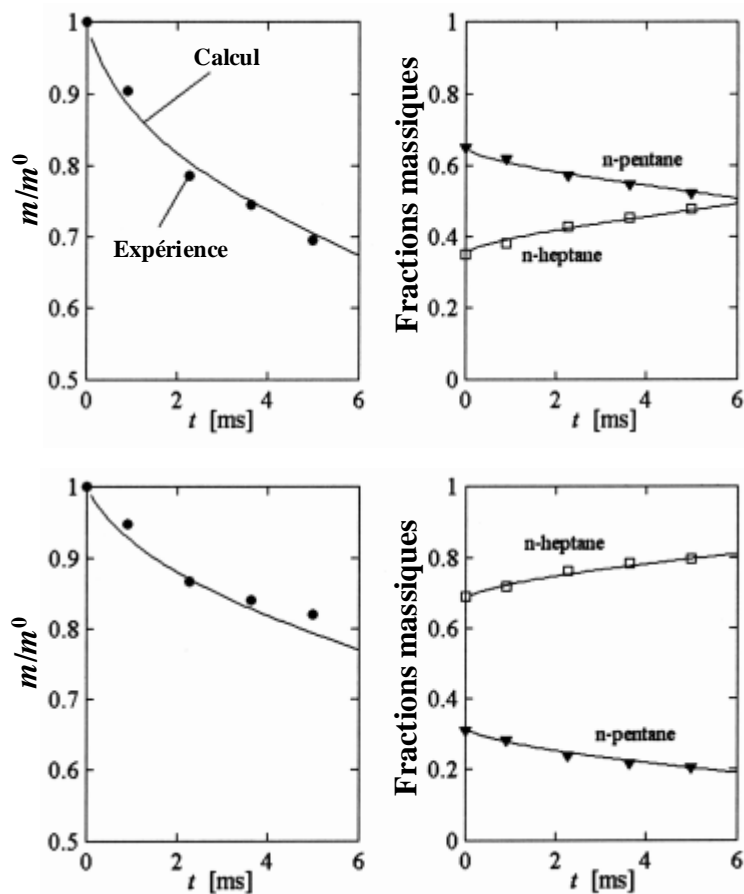 1
0.9
0.8
0.7
0.6
0.5
m/m⁰
Calcul
Expérience
0 2 4 6
t [ms]
1
0.8
0.6
0.4
0.2
0
Fractions massiques
n-pentane
n-heptane
0 2 4 6
t [ms]
1
0.9
0.8
0.7
0.6
0.5
m/m⁰
0 2 4 6
t [ms]
1
0.8
0.6
0.4
0.2
0
Fractions massiques
n-heptane
n-pentane
0 2 4 6
t [ms]